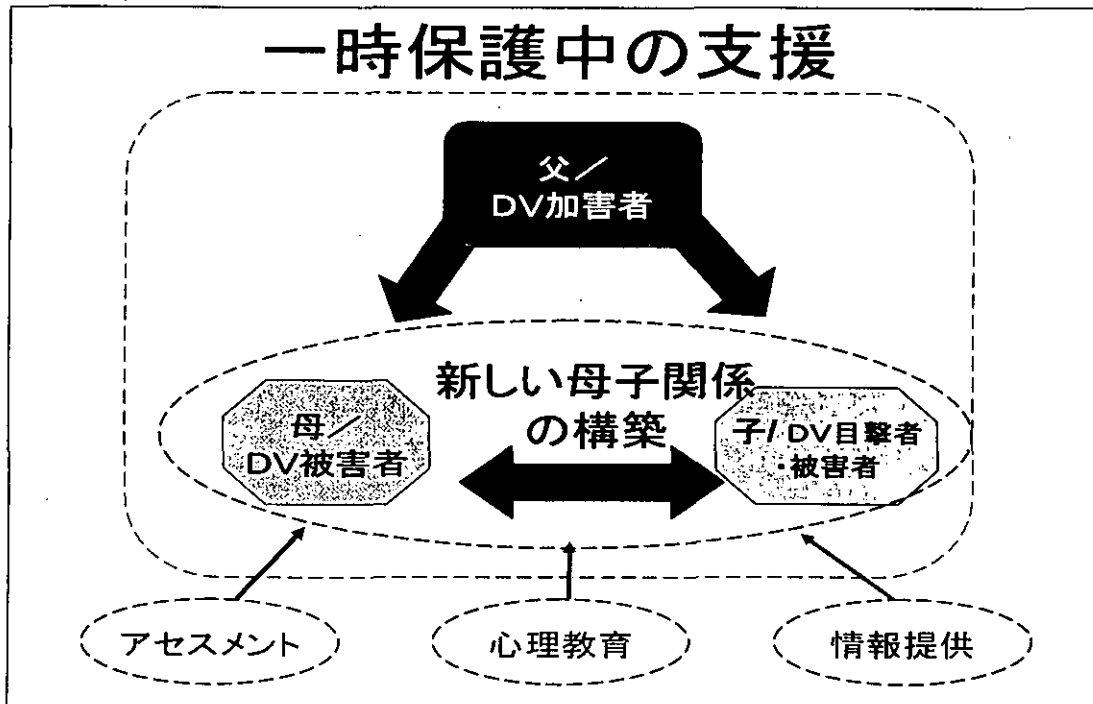 一時保護中の支援
父／
DV加害者
新しい母子関係
の構築
母／
DV被害者
子/DV目撃者
・被害者
アセスメント
心理教育
情報提供